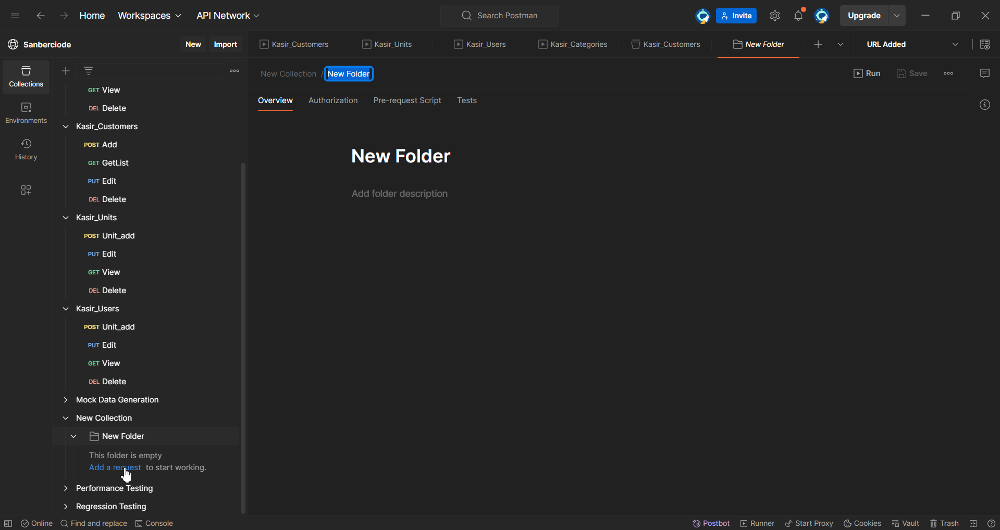 Home Workspaces API Network Search Postman Invite Upgrade
Sanberciode New Import Kasir_Customers Kasir_Units Kasir_Users Kasir_Categories Kasir_Customers New Folder URL Added
Collections
Environments
History
GET View
DEL Delete
Kasir_Customers
POST Add
GET GetList
PUT Edit
DEL Delete
Kasir_Units
POST Unit_add
PUT Edit
GET View
DEL Delete
Kasir_Users
POST Unit_add
PUT Edit
GET View
DEL Delete
Mock Data Generation
New Collection
New Folder
This folder is empty
Add a request to start working.
Performance Testing
Regression Testing
New Collection / New Folder Run Save
Overview Authorization Pre-request Script Tests
New Folder
Add folder description
Online Find and replace Console Postbot Runner Start Proxy Cookies Vault Trash